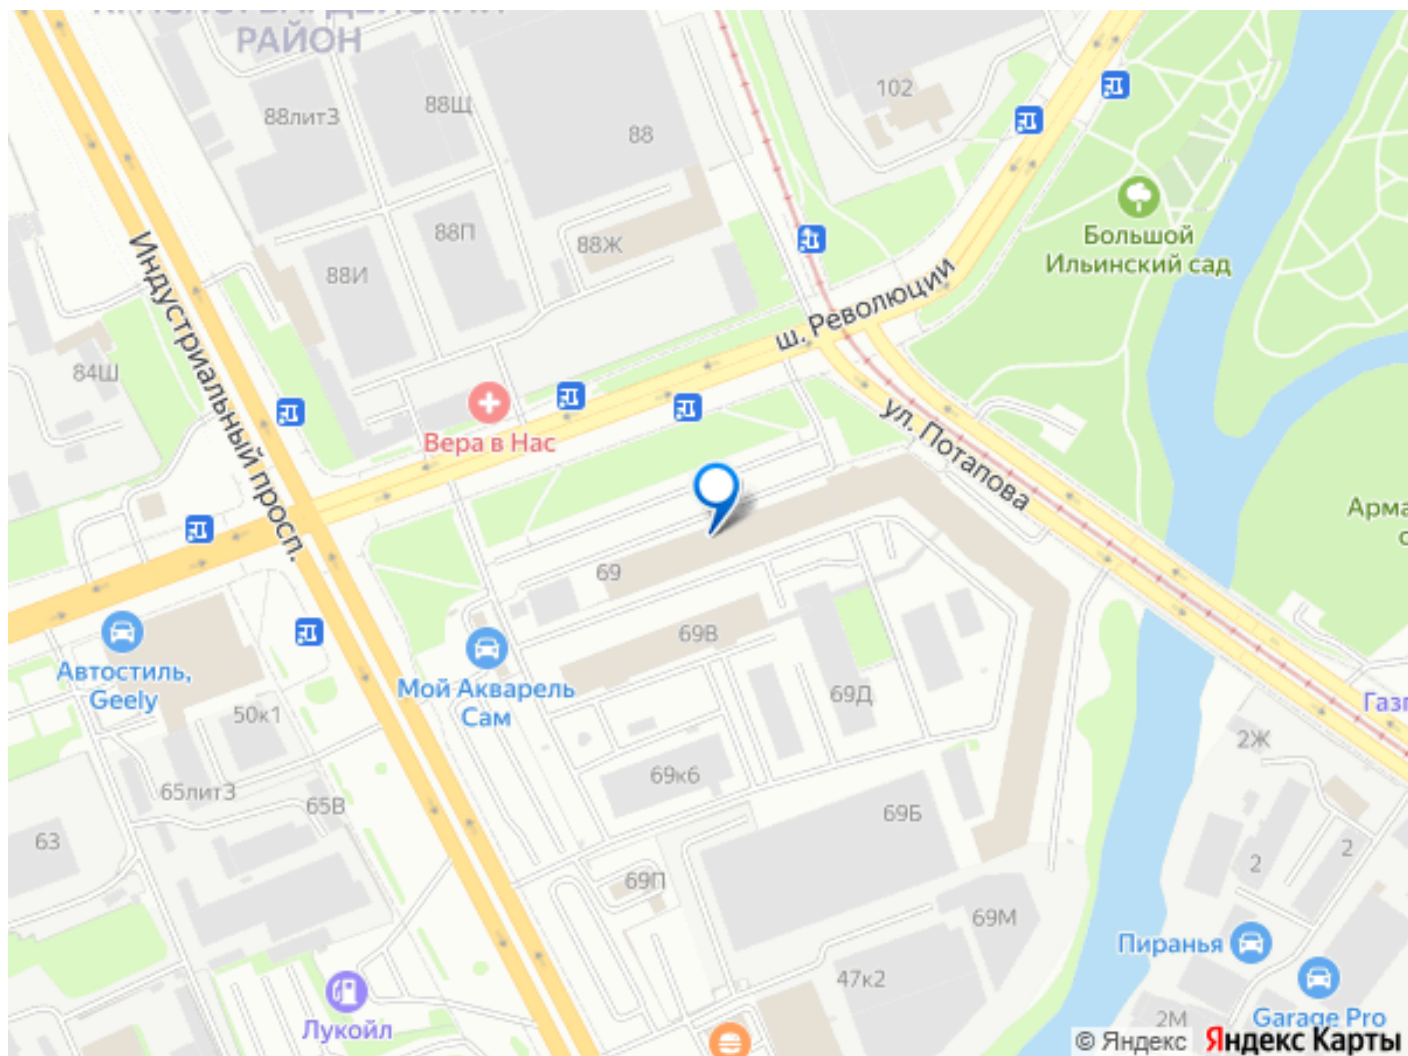 РАЙОН
88лит3
88Щ
88
102
88П
88Ж
88И
Большой
Ильинский сад
ш. Революции
Индустриальный просп.
84Ш
Вера в Нас
ул. Потапова
69
69В
Автостиль,
Geely
Мой Акварель
Сам
69Д
50к1
2Ж
69к6
65лит3
65В
69Б
63
2
2
69П
69М
Пиранья
47к2
Лукойл
2М
Garage Pro
© Яндекс
Яндекс Карты